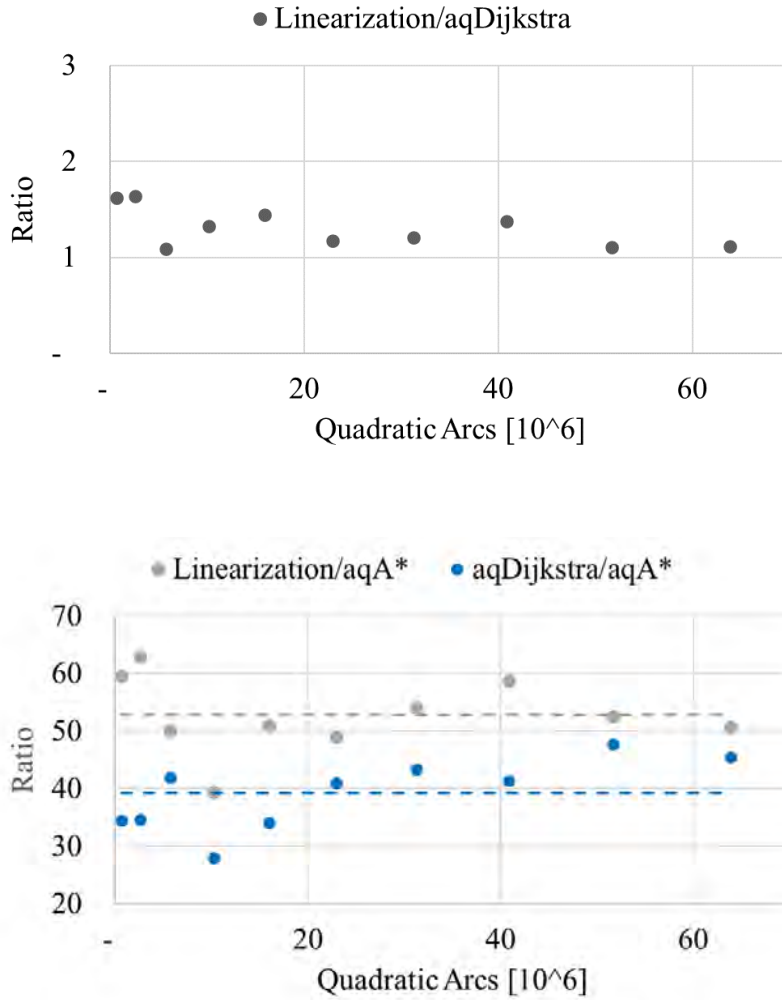 Linearization/aqDijkstra
3
2
1
-
Ratio
- 20 40 60
Quadratic Arcs [10^6]
Linearization/aqA* aqDijkstra/aqA*
70
60
50
40
30
20
Ratio
- 20 40 60
Quadratic Arcs [10^6]